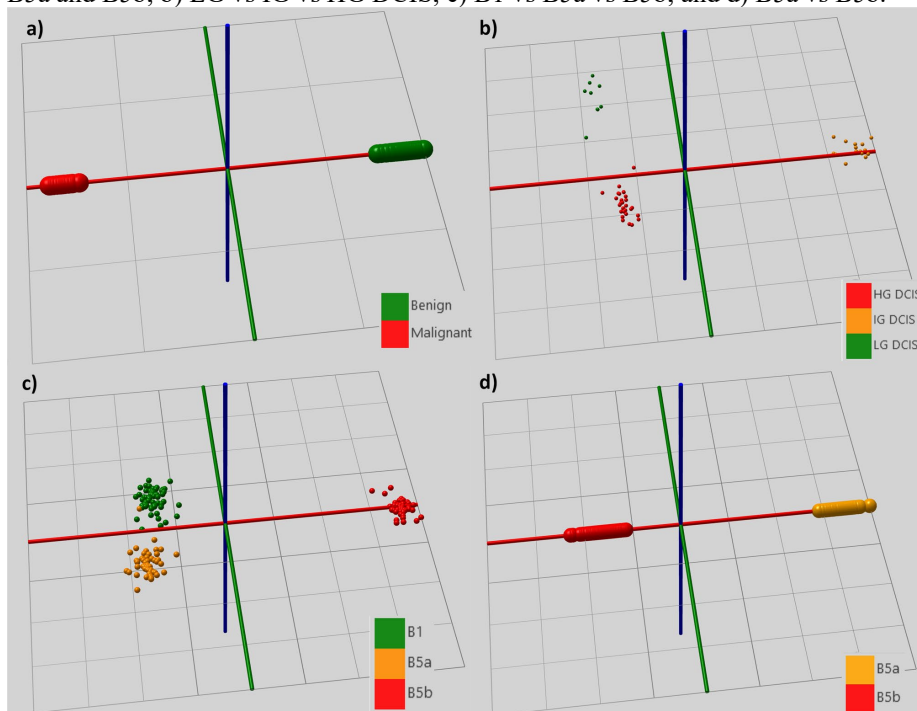 B5a and B5b; b) LG vs IG vs HG DCIS; c) B1 vs B5a vs B5b; and d) B5a vs B5b.
a)
b)
Benign
Malignant
HG DCIS
IG DCIS
LG DCIS
c)
d)
B1
B5a
B5b
B5a
B5b